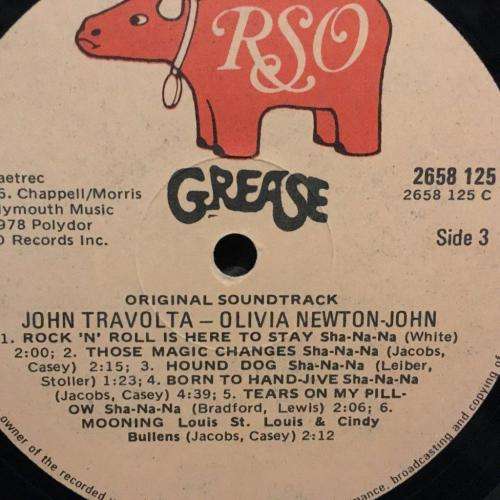 RSO
GREASE
aetrec
6. Chappell/Morris
lymouth Music
978 Polydor
O Records Inc.
2658 125
2658 125 C
Side 3
ORIGINAL SOUNDTRACK
JOHN TRAVOLTA – OLIVIA NEWTON-JOHN
1. ROCK 'N' ROLL IS HERE TO STAY Sha-Na-Na (White)
2:00; 2. THOSE MAGIC CHANGES Sha-Na-Na (Jacobs,
Casey) 2:15; 3. HOUND DOG Sha-Na-Na (Leiber,
Stoller) 1:23; 4. BORN TO HAND-JIVE Sha-Na-Na
(Jacobs, Casey) 4:39; 5. TEARS ON MY PILL-
OW Sha-Na-Na (Bradford, Lewis) 2:06; 6.
MOONING Louis St. Louis & Cindy
Bullens (Jacobs, Casey) 2:12
owner of the recorded
mance, broadcasting and copying of